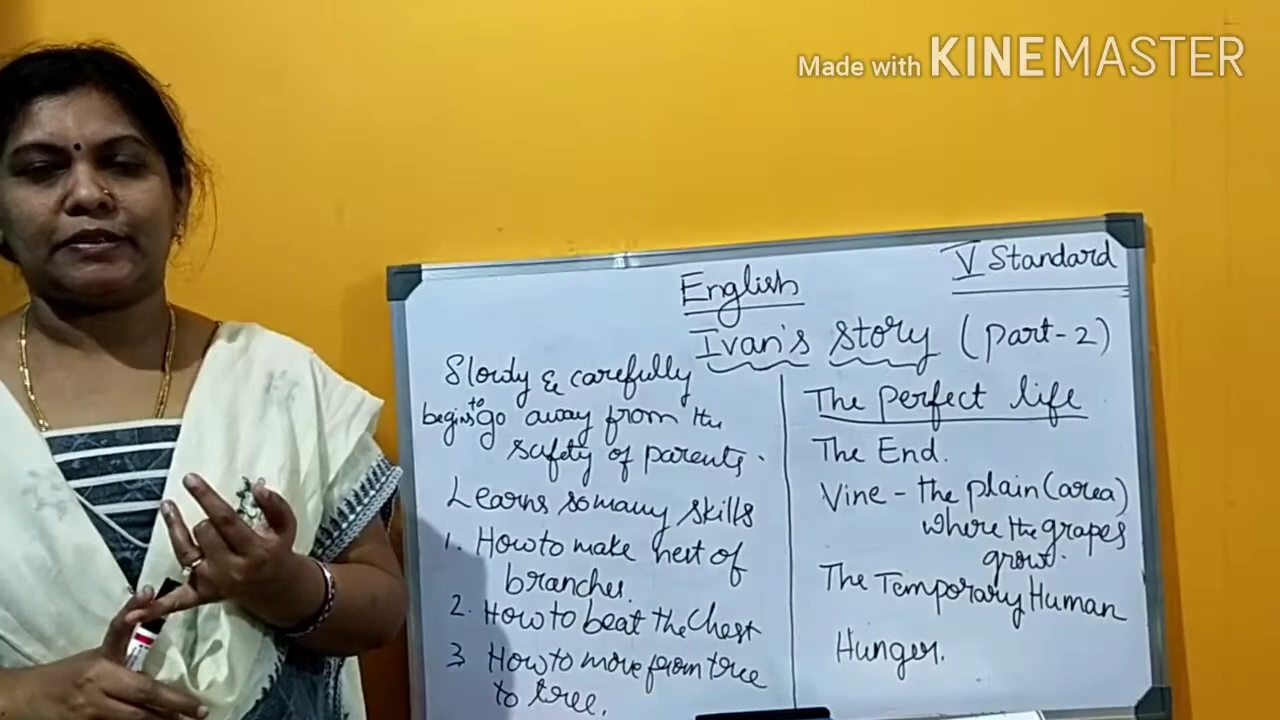 Made with KINEMASTER
V Standard
English
Ivan's story (part-2)
Slowly & carefully
begins to go away from the
safety of parents.
Learns so many skills
1. How to make nest of
branches.
2. How to beat the Chest
3 How to move from tree
to tree.
The perfect life
The End.
Vine - the plain (area)
where the grapes
grow.
The Temporary Human
Hunger.